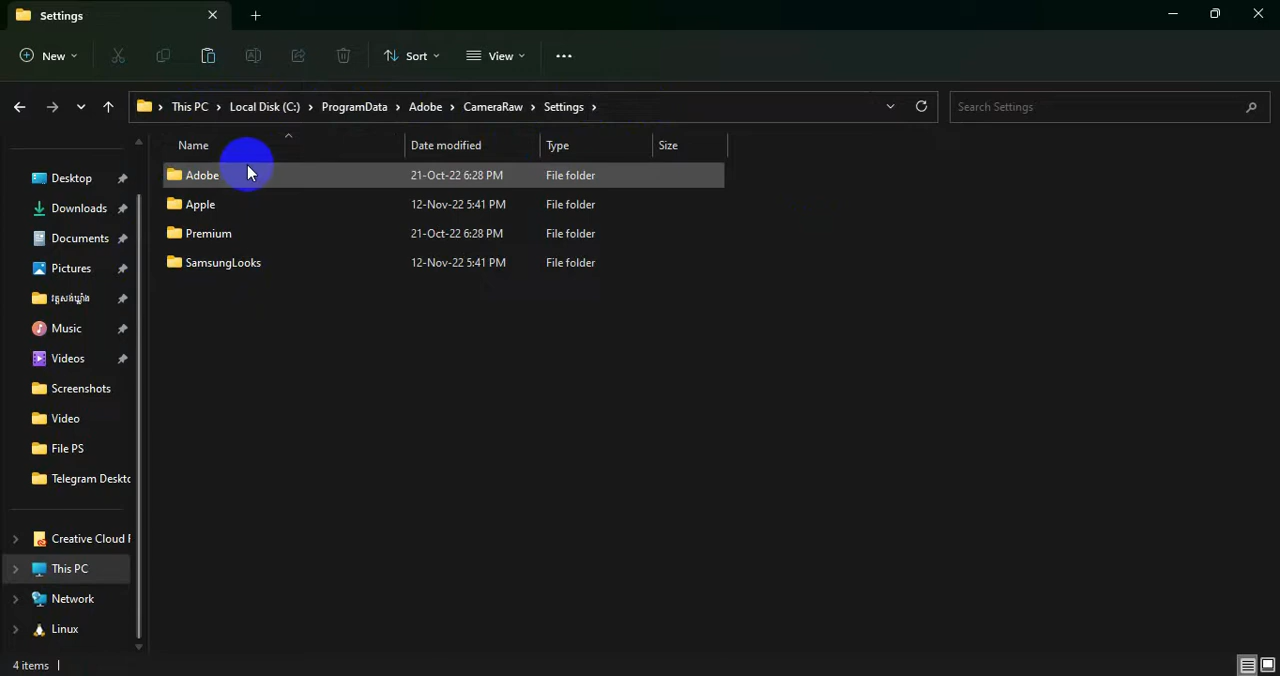 Settings
New
Sort
View
This PC
Local Disk (C:)
ProgramData
Adobe
CameraRaw
Settings
Search Settings
Name
Date modified
Type
Size
Adobe 21-Oct-22 6:28 PM File folder
Apple 12-Nov-22 5:41 PM File folder
Premium 21-Oct-22 6:28 PM File folder
SamsungLooks 12-Nov-22 5:41 PM File folder
Desktop
Downloads
Documents
Pictures
Music
Videos
Screenshots
Video
File PS
Telegram Deskto
Creative Cloud F
This PC
Network
Linux
4 items